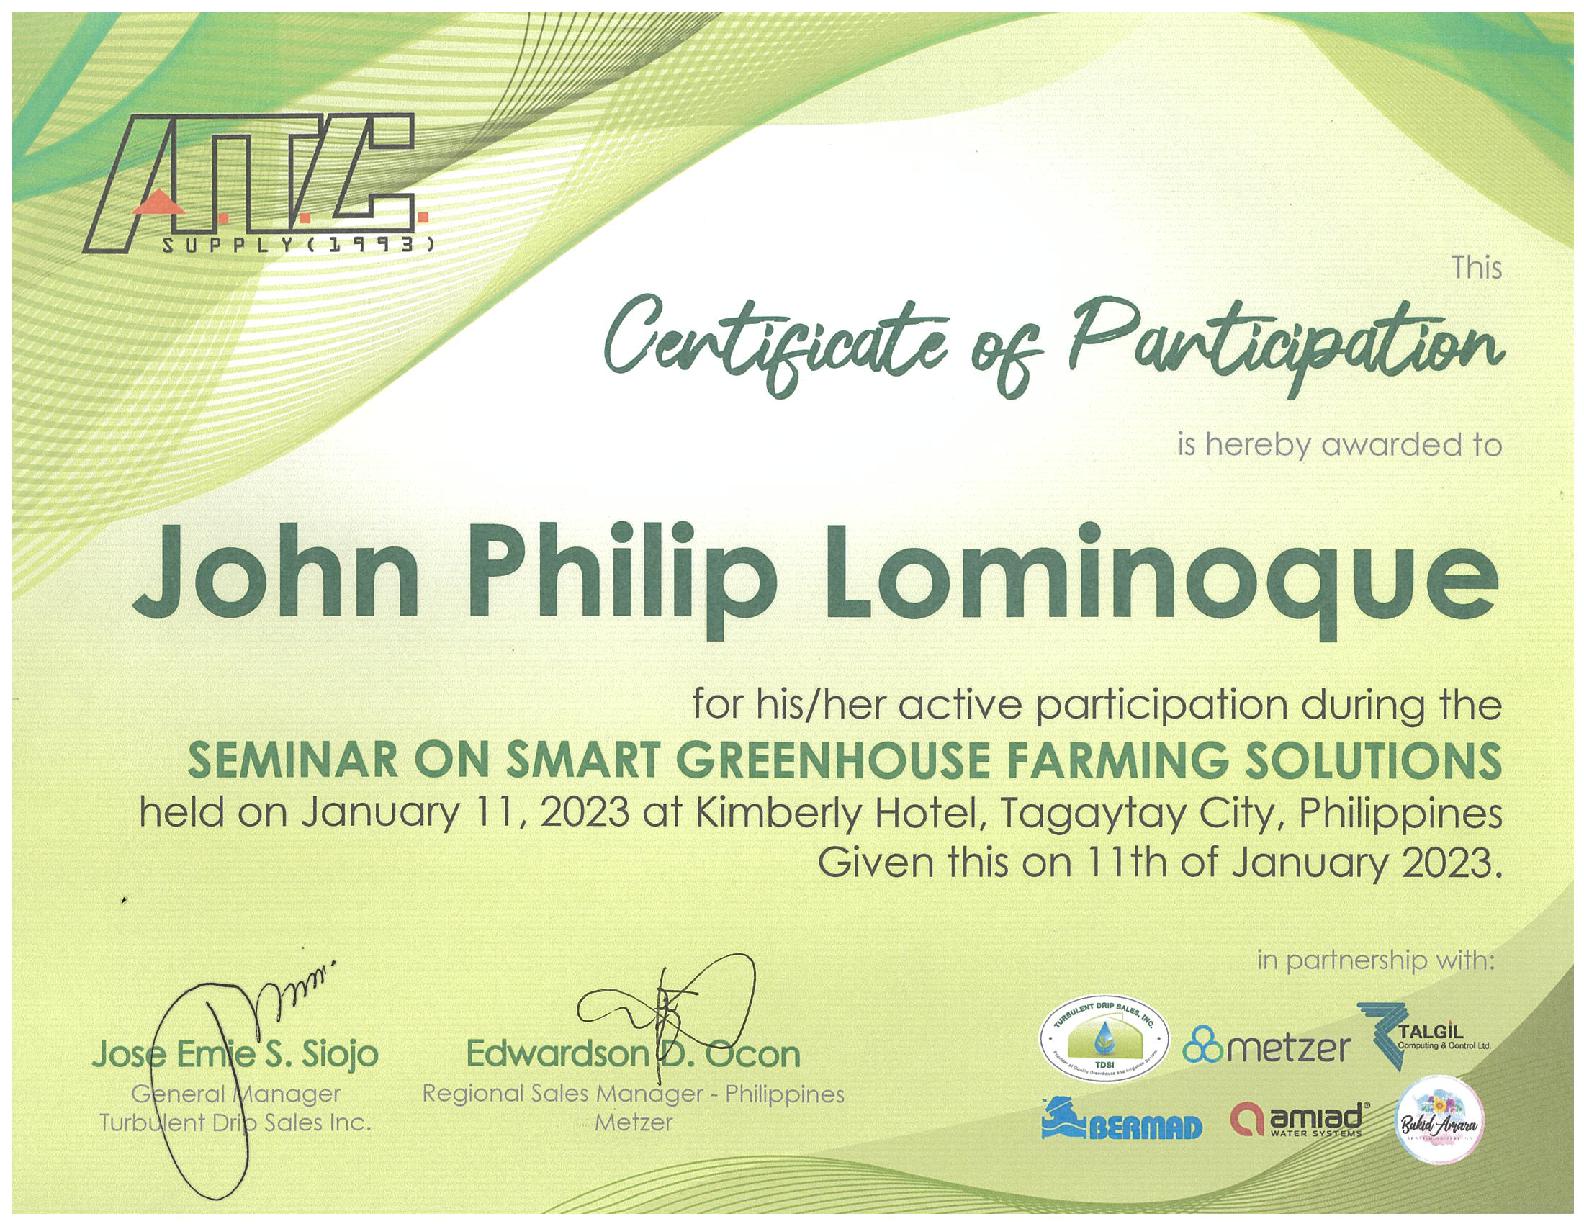 A.T.C.
SUPPLY(1993)
This
Certificate of Participation
is hereby awarded to
John Philip Lominoque
for his/her active participation during the
SEMINAR ON SMART GREENHOUSE FARMING SOLUTIONS
held on January 11, 2023 at Kimberly Hotel, Tagaytay City, Philippines
Given this on 11th of January 2023.
in partnership with:
Jose Emie S. Siojo
General Manager
Turbulent Drip Sales Inc.
Edwardson D. Ocon
Regional Sales Manager - Philippines
Metzer
TURBULENT DRIP SALES, INC.
TDSI
metzer
TALGIL
Computing & Control Ltd.
BERMAD
amiad®
WATER SYSTEMS
Bukid Amara